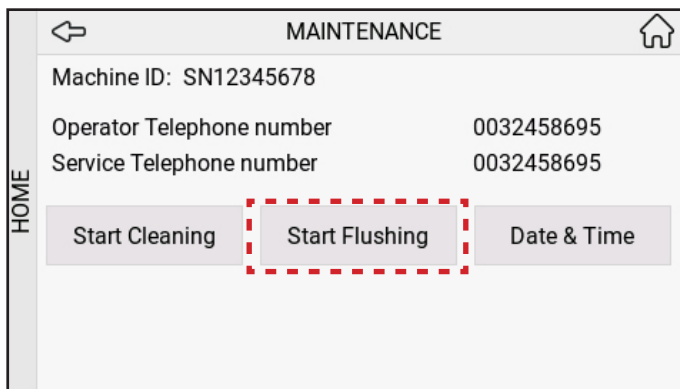 MAINTENANCE
Machine ID: SN12345678
Operator Telephone number 0032458695
Service Telephone number 0032458695
HOME
Start Cleaning Start Flushing Date & Time